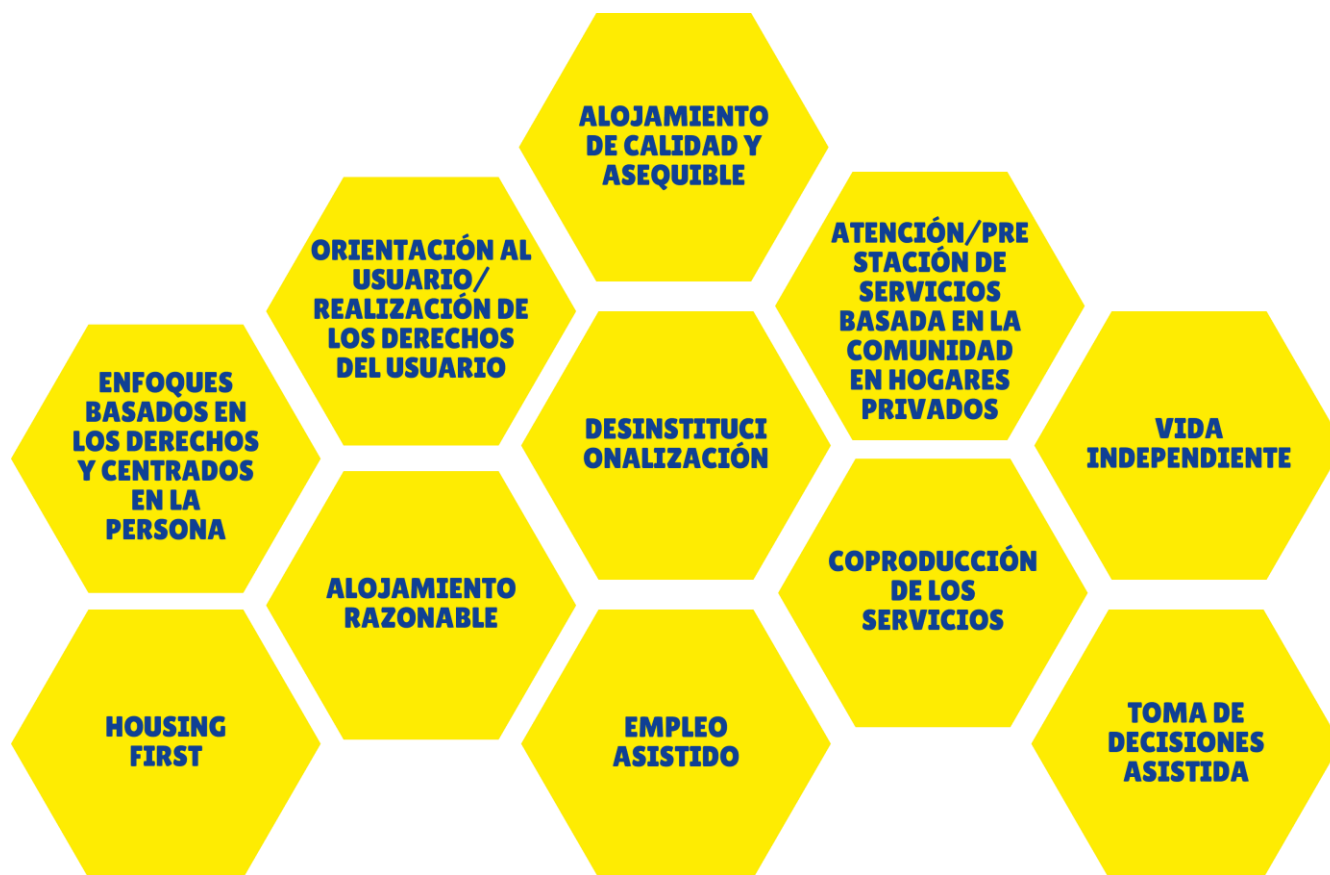 ALOJAMIENTO
DE CALIDAD Y
ASEQUIBLE
ORIENTACIÓN AL
USUARIO/
REALIZACIÓN DE
LOS DERECHOS
DEL USUARIO
ATENCIÓN/PRE
STACIÓN DE
SERVICIOS
BASADA EN LA
COMUNIDAD
EN HOGARES
PRIVADOS
ENFOQUES
BASADOS EN
LOS DERECHOS
Y CENTRADOS
EN LA
PERSONA
DESINSTITUCI
ONALIZACIÓN
VIDA
INDEPENDIENTE
ALOJAMIENTO
RAZONABLE
COPRODUCCIÓN
DE LOS
SERVICIOS
HOUSING
FIRST
EMPLEO
ASISTIDO
TOMA DE
DECISIONES
ASISTIDA